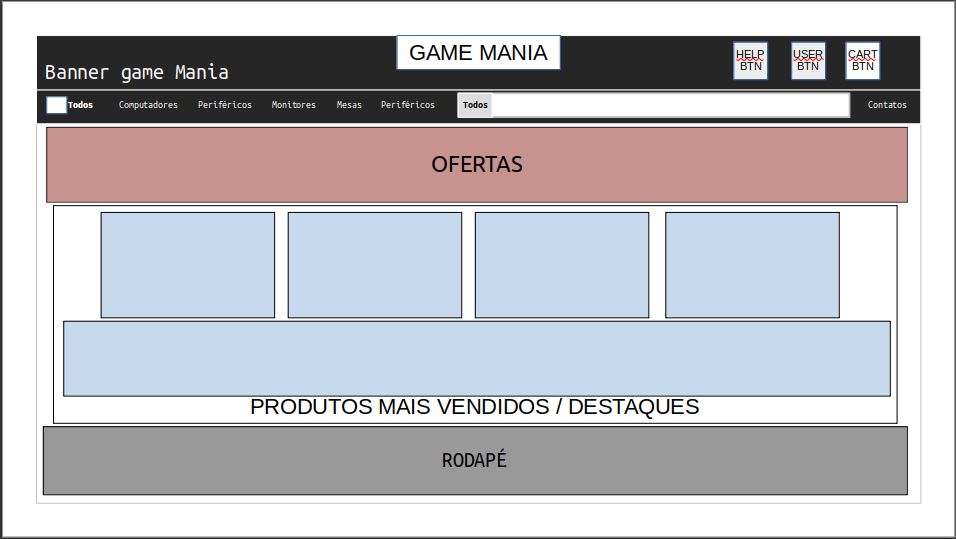 GAME MANIA
HELP BTN
USER BTN
CART BTN
Banner game Mania
Todos Computadores Periféricos Monitores Mesas Periféricos Todos Contatos
OFERTAS
PRODUTOS MAIS VENDIDOS / DESTAQUES
RODAPÉ